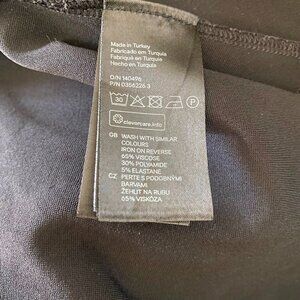 Made in Turkey
Fabricado em Turquia
Fabriqué en Turquie
Hecho en Turquía
O/N 140496
P/N 0356226.3
30 P
clevercare.info
GB WASH WITH SIMILAR
COLOURS
IRON ON REVERSE
65% VISCOSE
30% POLYAMIDE
5% ELASTANE
CZ PERTE S PODOBNÝMI
BARVAMI
ŽEHLIT NA RUBU
65% VISKÓZA